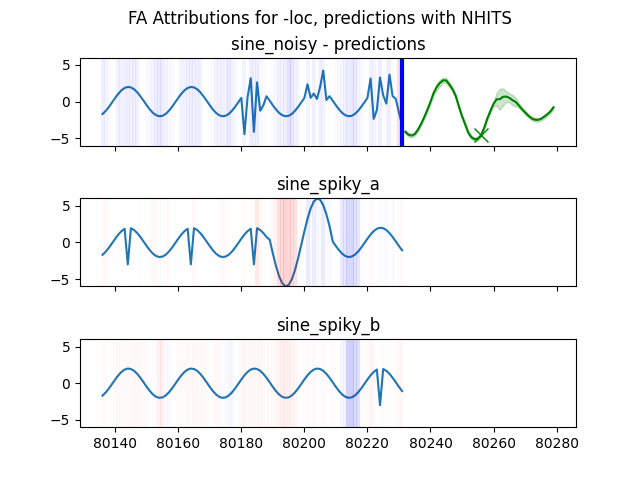 FA Attributions for -loc, predictions with NHITS
sine_noisy - predictions
5
0
−5
sine_spiky_a
5
0
−5
sine_spiky_b
5
0
−5
80140 80160 80180 80200 80220 80240 80260 80280